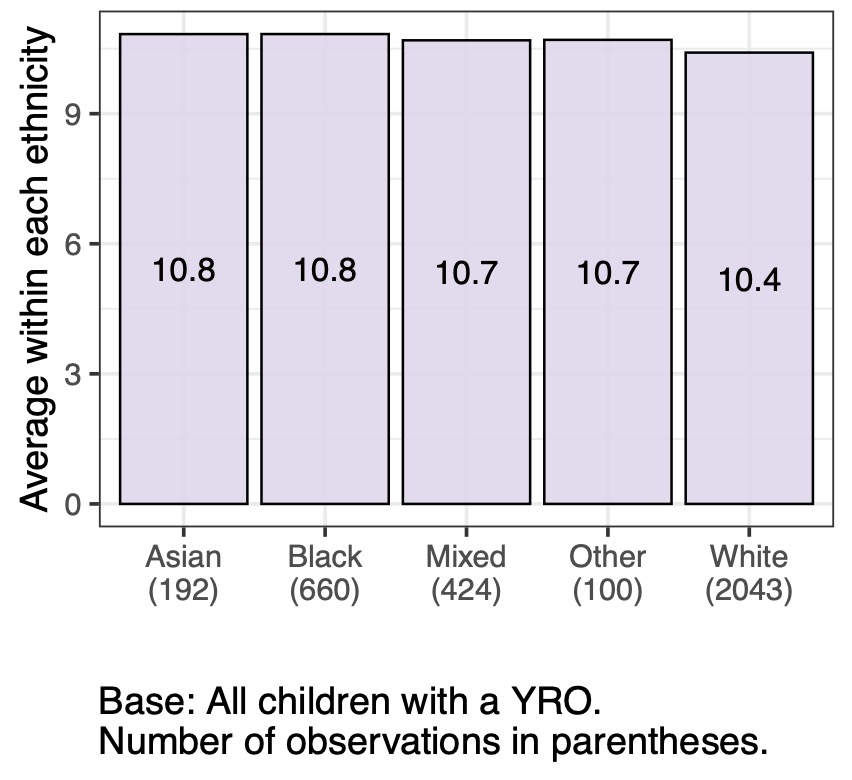 Average within each ethnicity
9
6
3
0
10.8
10.8
10.7
10.7
10.4
Asian
(192)
Black
(660)
Mixed
(424)
Other
(100)
White
(2043)
Base: All children with a YRO.
Number of observations in parentheses.